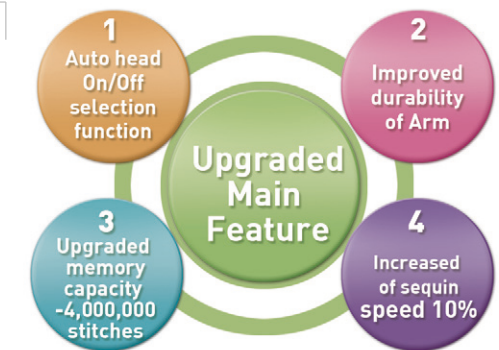 1
Auto head
On/Off
selection
function
2
Improved
durability
of Arm
Upgraded
Main
Feature
3
Upgraded
memory
capacity
-4,000,000
stitches
4
Increased
of sequin
speed 10%